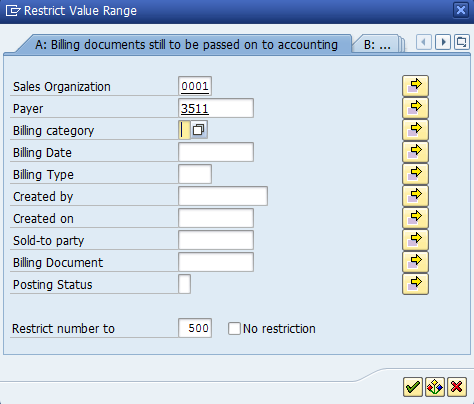 Restrict Value Range
A: Billing documents still to be passed on to accounting B: ...
Sales Organization 0001
Payer 3511
Billing category
Billing Date
Billing Type
Created by
Created on
Sold-to party
Billing Document
Posting Status
Restrict number to 500 No restriction